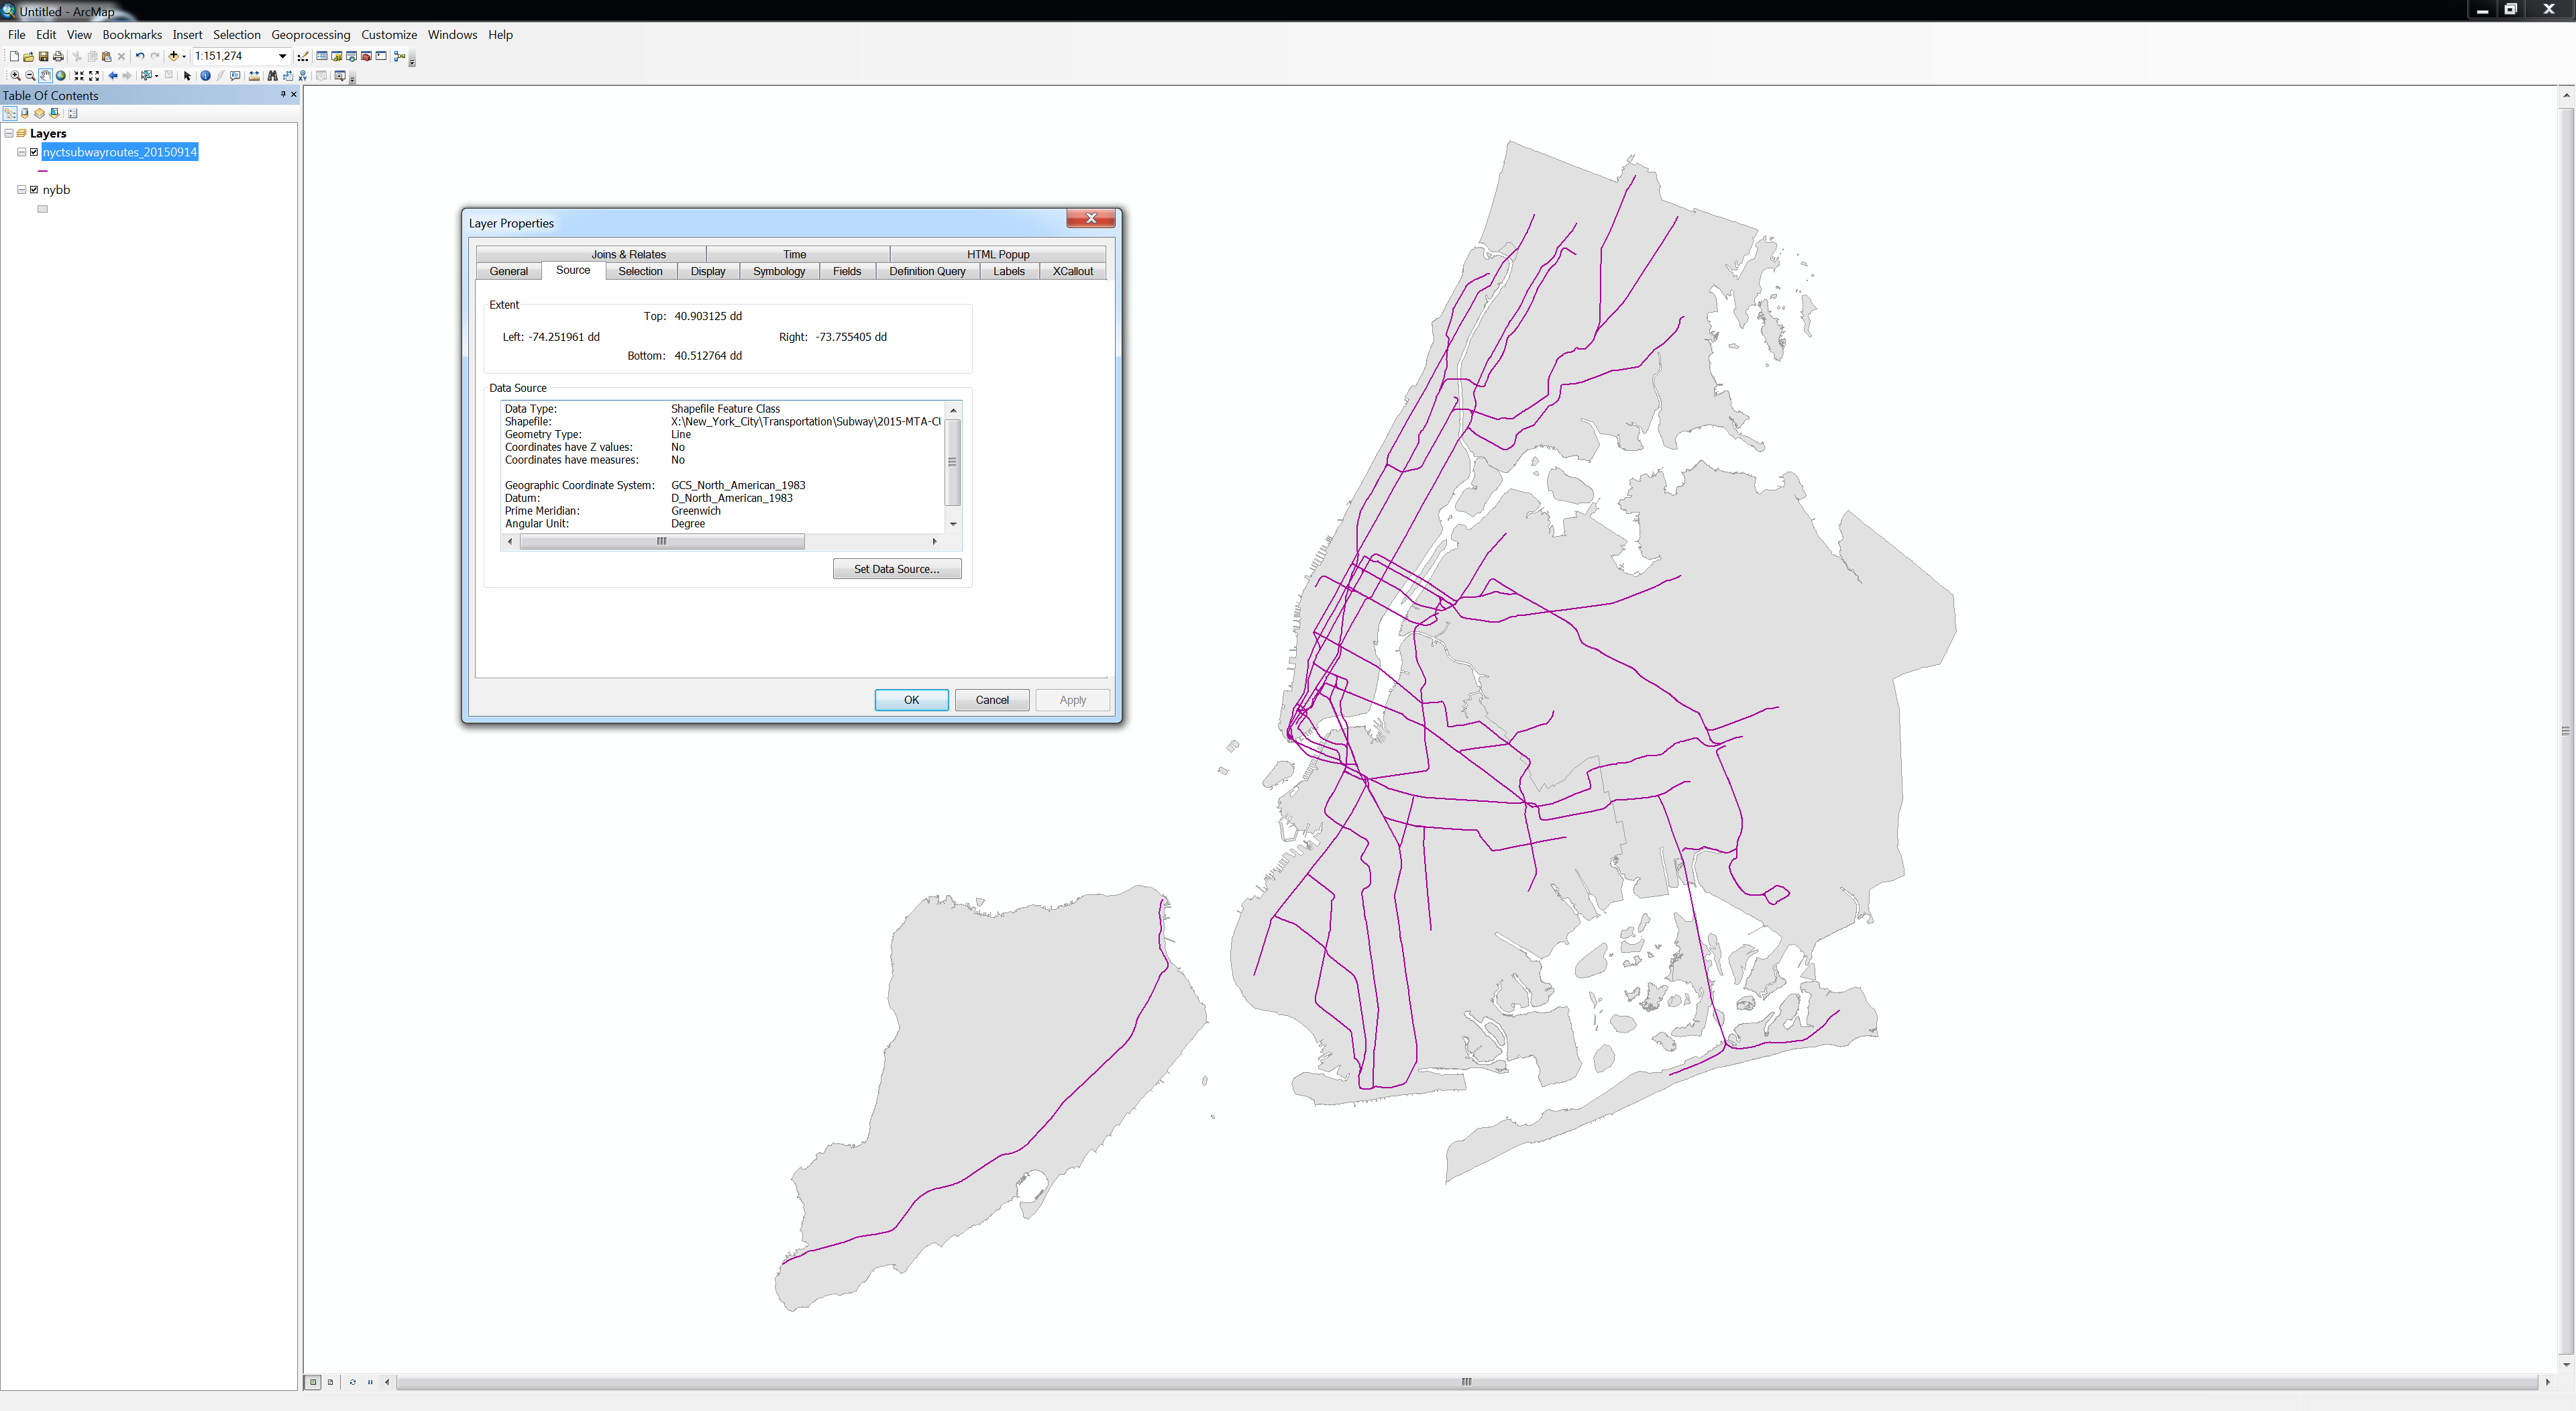 Untitled - ArcMap
File Edit View Bookmarks Insert Selection Geoprocessing Customize Windows Help
1:151,274
Table Of Contents
Layers
nyctsubwayroutes_20150914
nybb
Layer Properties
Joins & Relates Time HTML Popup
General Source Selection Display Symbology Fields Definition Query Labels XCallout
Extent
Top: 40.903125 dd
Left: -74.251961 dd Right: -73.755405 dd
Bottom: 40.512764 dd
Data Source
Data Type: Shapefile Feature Class
Shapefile: X:\New_York_City\Transportation\Subway\2015-MTA-Cl
Geometry Type: Line
Coordinates have Z values: No
Coordinates have measures: No
Geographic Coordinate System: GCS_North_American_1983
Datum: D_North_American_1983
Prime Meridian: Greenwich
Angular Unit: Degree
Set Data Source...
OK Cancel Apply